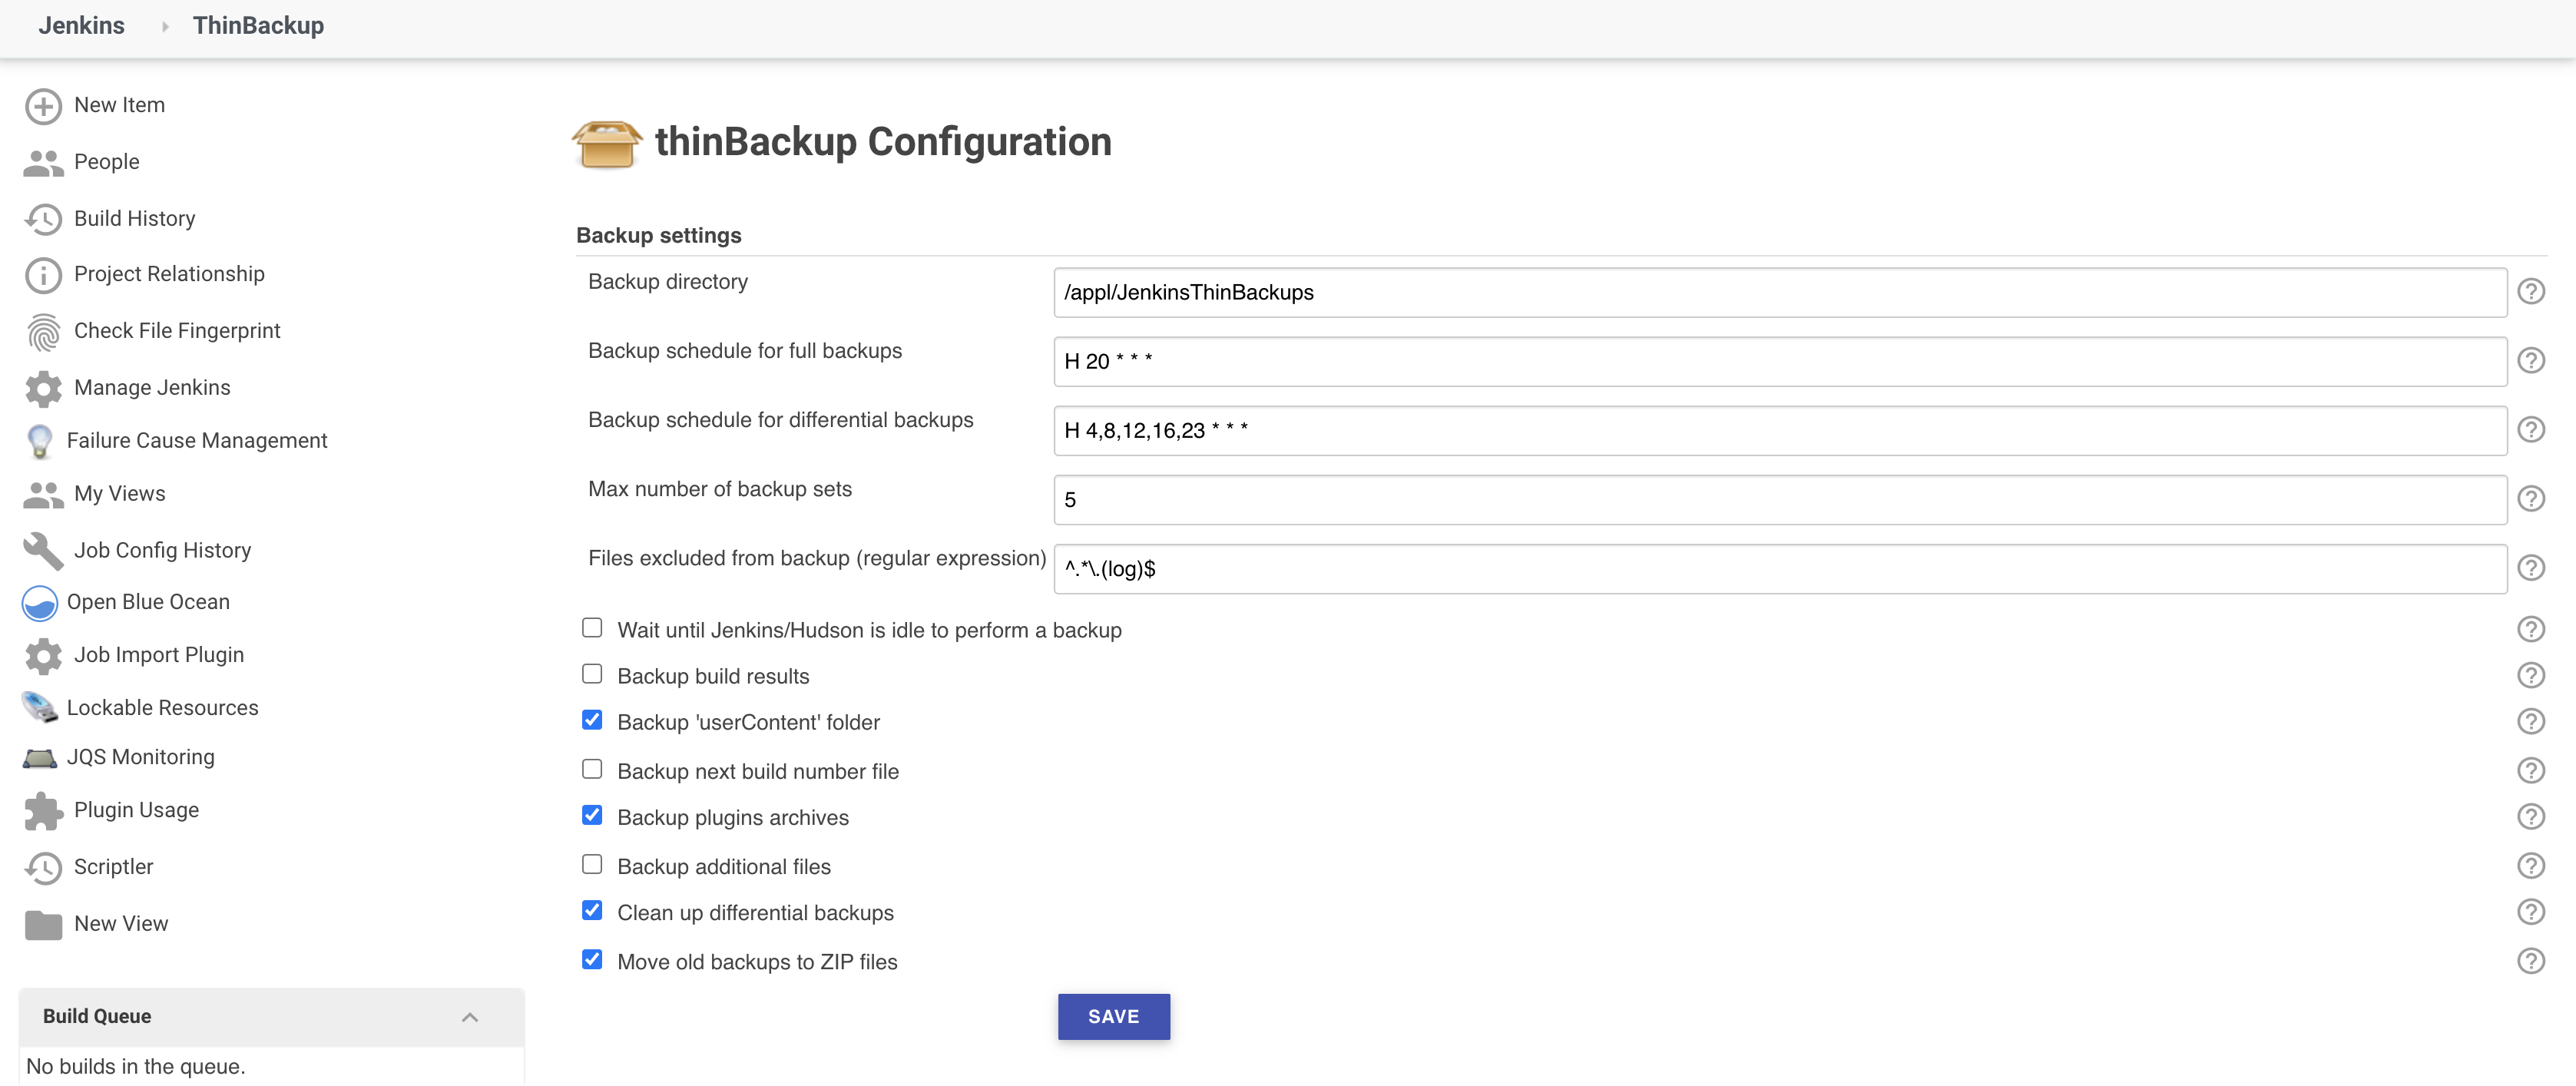 Jenkins ThinBackup
New Item
People
Build History
Project Relationship
Check File Fingerprint
Manage Jenkins
Failure Cause Management
My Views
Job Config History
Open Blue Ocean
Job Import Plugin
Lockable Resources
JQS Monitoring
Plugin Usage
Scriptler
New View
Build Queue
No builds in the queue.
thinBackup Configuration
Backup settings
Backup directory /appl/JenkinsThinBackups
Backup schedule for full backups H 20 * * *
Backup schedule for differential backups H 4,8,12,16,23 * * *
Max number of backup sets 5
Files excluded from backup (regular expression) ^.*\.(log)$
Wait until Jenkins/Hudson is idle to perform a backup
Backup build results
Backup 'userContent' folder
Backup next build number file
Backup plugins archives
Backup additional files
Clean up differential backups
Move old backups to ZIP files
SAVE